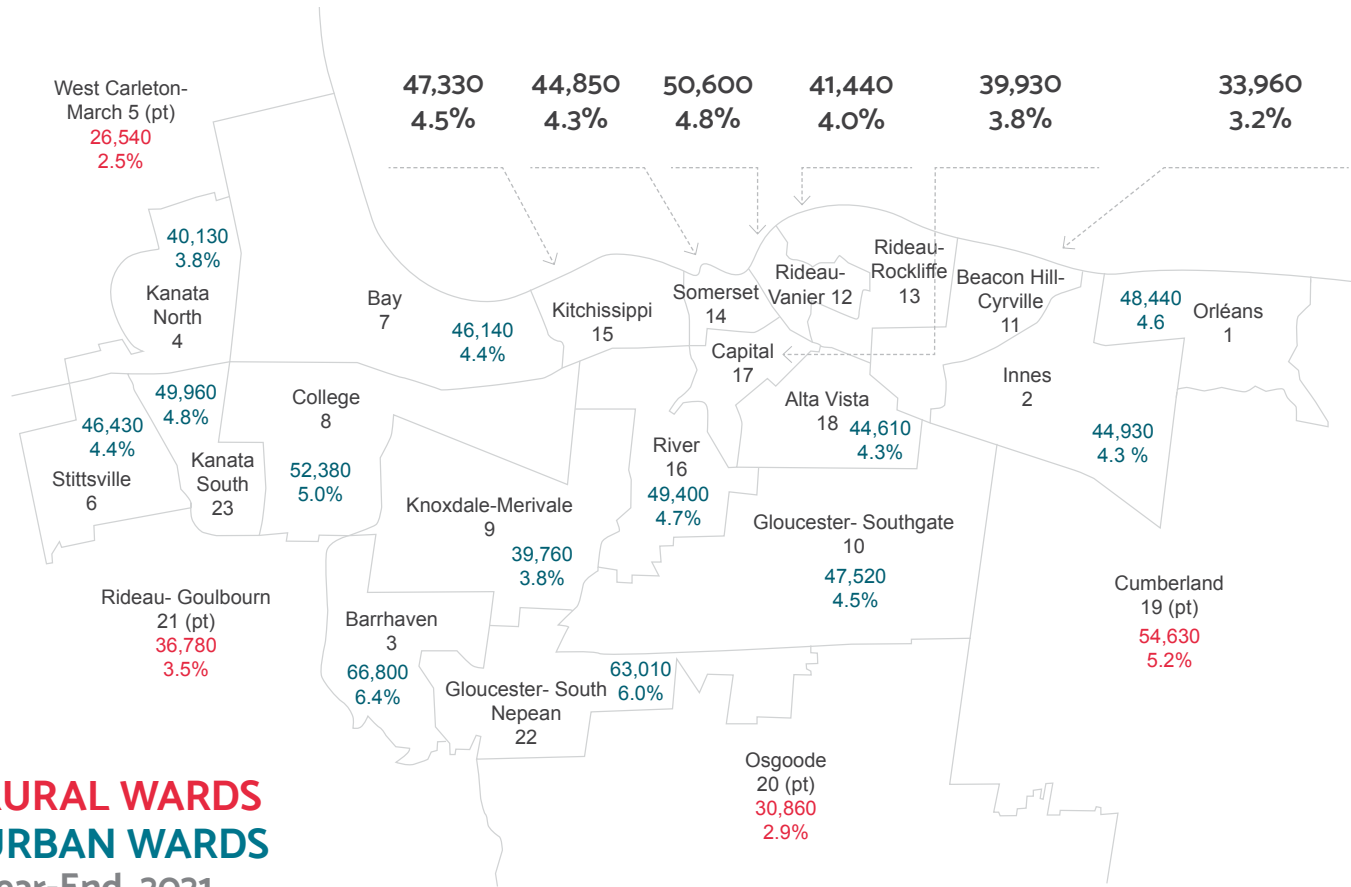 West Carleton-
March 5 (pt)
26,540
2.5%
47,330
4.5%
44,850
4.3%
50,600
4.8%
41,440
4.0%
39,930
3.8%
33,960
3.2%
40,130
3.8%
Kanata
North
4
Bay
7
46,140
4.4%
Kitchissippi
15
Somerset
14
Rideau-
Vanier 12
Rideau-
Rockliffe
13
Beacon Hill-
Cyrville
11
48,440
4.6
Orléans
1
Capital
17
Innes
2
44,930
4.3 %
49,960
4.8%
46,430
4.4%
Stittsville
6
Kanata
South
23
College
8
52,380
5.0%
Alta Vista
18
44,610
4.3%
River
16
49,400
4.7%
Knoxdale-Merivale
9
39,760
3.8%
Gloucester- Southgate
10
47,520
4.5%
Cumberland
19 (pt)
54,630
5.2%
Rideau- Goulbourn
21 (pt)
36,780
3.5%
Barrhaven
3
66,800
6.4%
Gloucester- South
Nepean
22
63,010
6.0%
Osgoode
20 (pt)
30,860
2.9%
RURAL WARDS
URBAN WARDS
Year-End, 2021